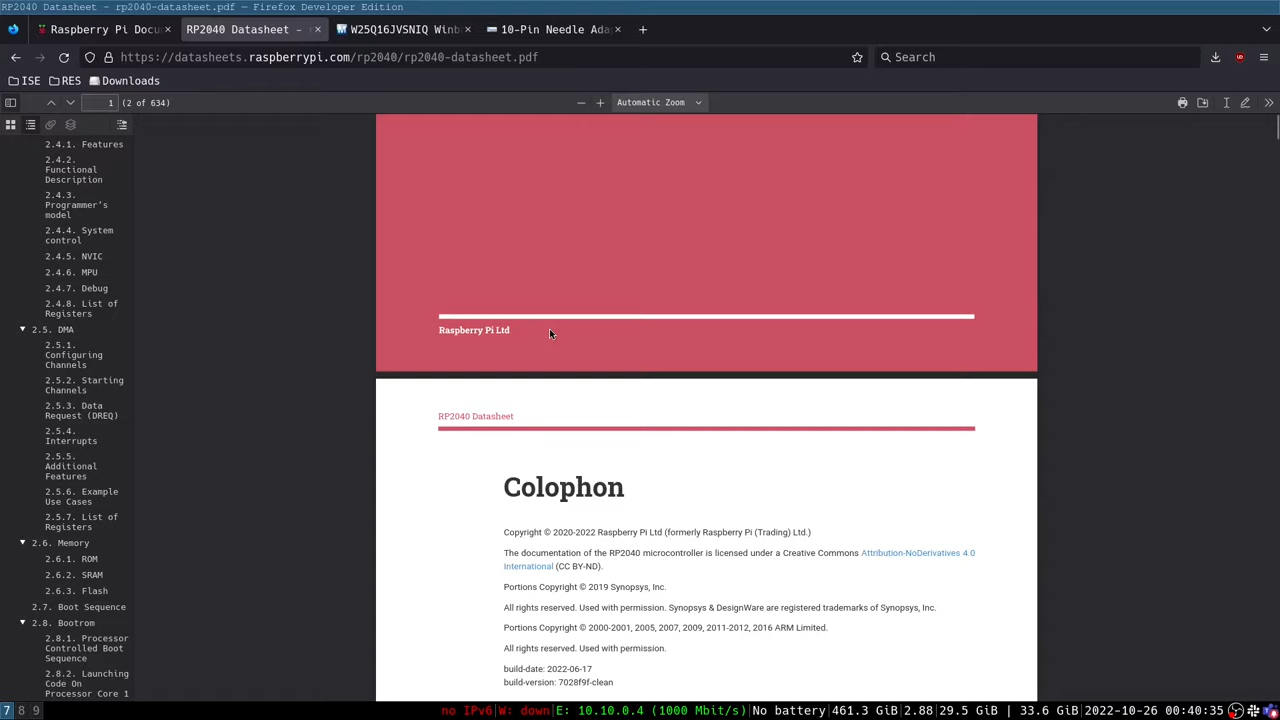 RP2040 Datasheet - rp2040-datasheet.pdf — Firefox Developer Edition
Raspberry Pi Docu
RP2040 Datasheet -
W25Q16JVSNIQ Winb
10-Pin Needle Ada
https://datasheets.raspberrypi.com/rp2040/rp2040-datasheet.pdf
Search
ISE
RES
Downloads
1
(2 of 634)
Automatic Zoom
2.4.1. Features
2.4.2.
Functional
Description
2.4.3.
Programmer’s
model
2.4.4. System
control
2.4.5. NVIC
2.4.6. MPU
2.4.7. Debug
2.4.8. List of
Registers
2.5. DMA
2.5.1.
Configuring
Channels
2.5.2. Starting
Channels
2.5.3. Data
Request (DREQ)
2.5.4.
Interrupts
2.5.5.
Additional
Features
2.5.6. Example
Use Cases
2.5.7. List of
Registers
2.6. Memory
2.6.1. ROM
2.6.2. SRAM
2.6.3. Flash
2.7. Boot Sequence
2.8. Bootrom
2.8.1. Processor
Controlled Boot
Sequence
2.8.2. Launching
Code On
Processor Core 1
Raspberry Pi Ltd
RP2040 Datasheet
Colophon
Copyright © 2020-2022 Raspberry Pi Ltd (formerly Raspberry Pi (Trading) Ltd.)
The documentation of the RP2040 microcontroller is licensed under a Creative Commons Attribution-NoDerivatives 4.0
International (CC BY-ND).
Portions Copyright © 2019 Synopsys, Inc.
All rights reserved. Used with permission. Synopsys & DesignWare are registered trademarks of Synopsys, Inc.
Portions Copyright © 2000-2001, 2005, 2007, 2009, 2011-2012, 2016 ARM Limited.
All rights reserved. Used with permission.
build-date: 2022-06-17
build-version: 7028f9f-clean
7 8 9
no IPv6|W: down|E: 10.10.0.4 (1000 Mbit/s)|No battery|461.3 GiB|2.88|29.5 GiB | 33.6 GiB|2022-10-26 00:40:35